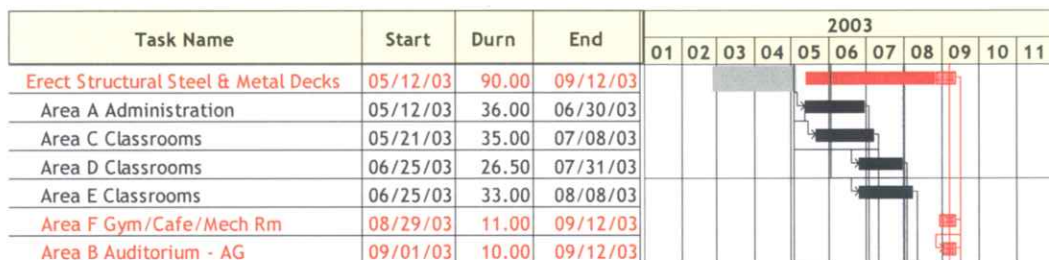 Task Name Start Durn End 2003
01 02 03 04 05 06 07 08 09 10 11
Erect Structural Steel & Metal Decks 05/12/03 90.00 09/12/03
Area A Administration 05/12/03 36.00 06/30/03
Area C Classrooms 05/21/03 35.00 07/08/03
Area D Classrooms 06/25/03 26.50 07/31/03
Area E Classrooms 06/25/03 33.00 08/08/03
Area F Gym/Cafe/Mech Rm 08/29/03 11.00 09/12/03
Area B Auditorium - AG 09/01/03 10.00 09/12/03